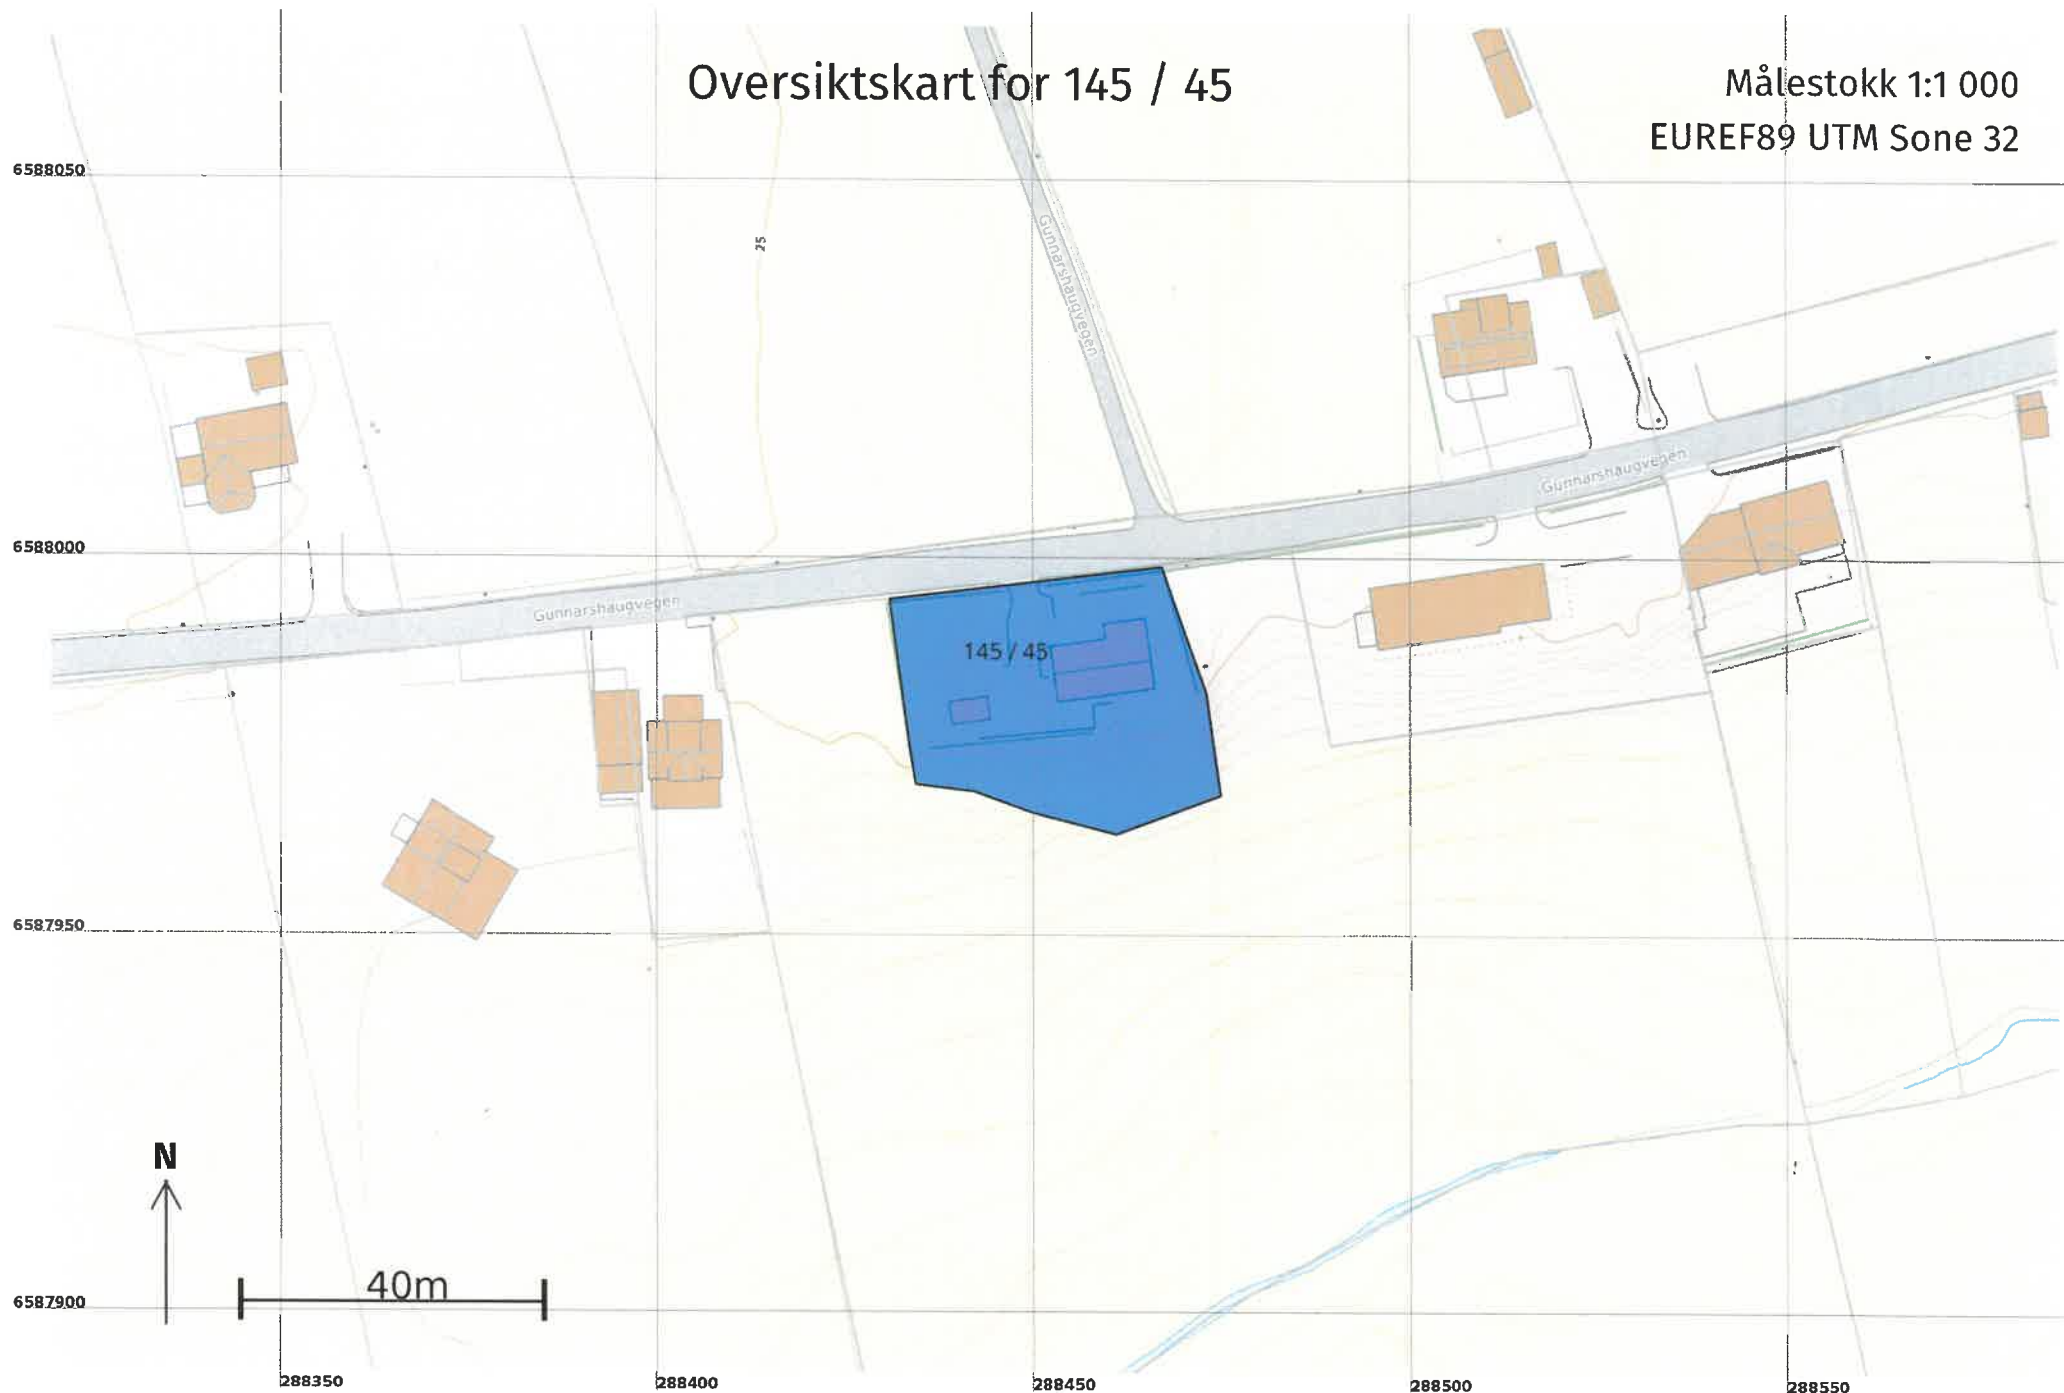 Oversiktskart for 145 / 45
Målestokk 1:1 000
EUREF89 UTM Sone 32
6588050
25
Gunnarshaugvegen
Gunnarshaugvegen
6588000
Gunnarshaugvegen
145 / 45
6587950
N
40m
6587900
288350
288400
288450
288500
288550